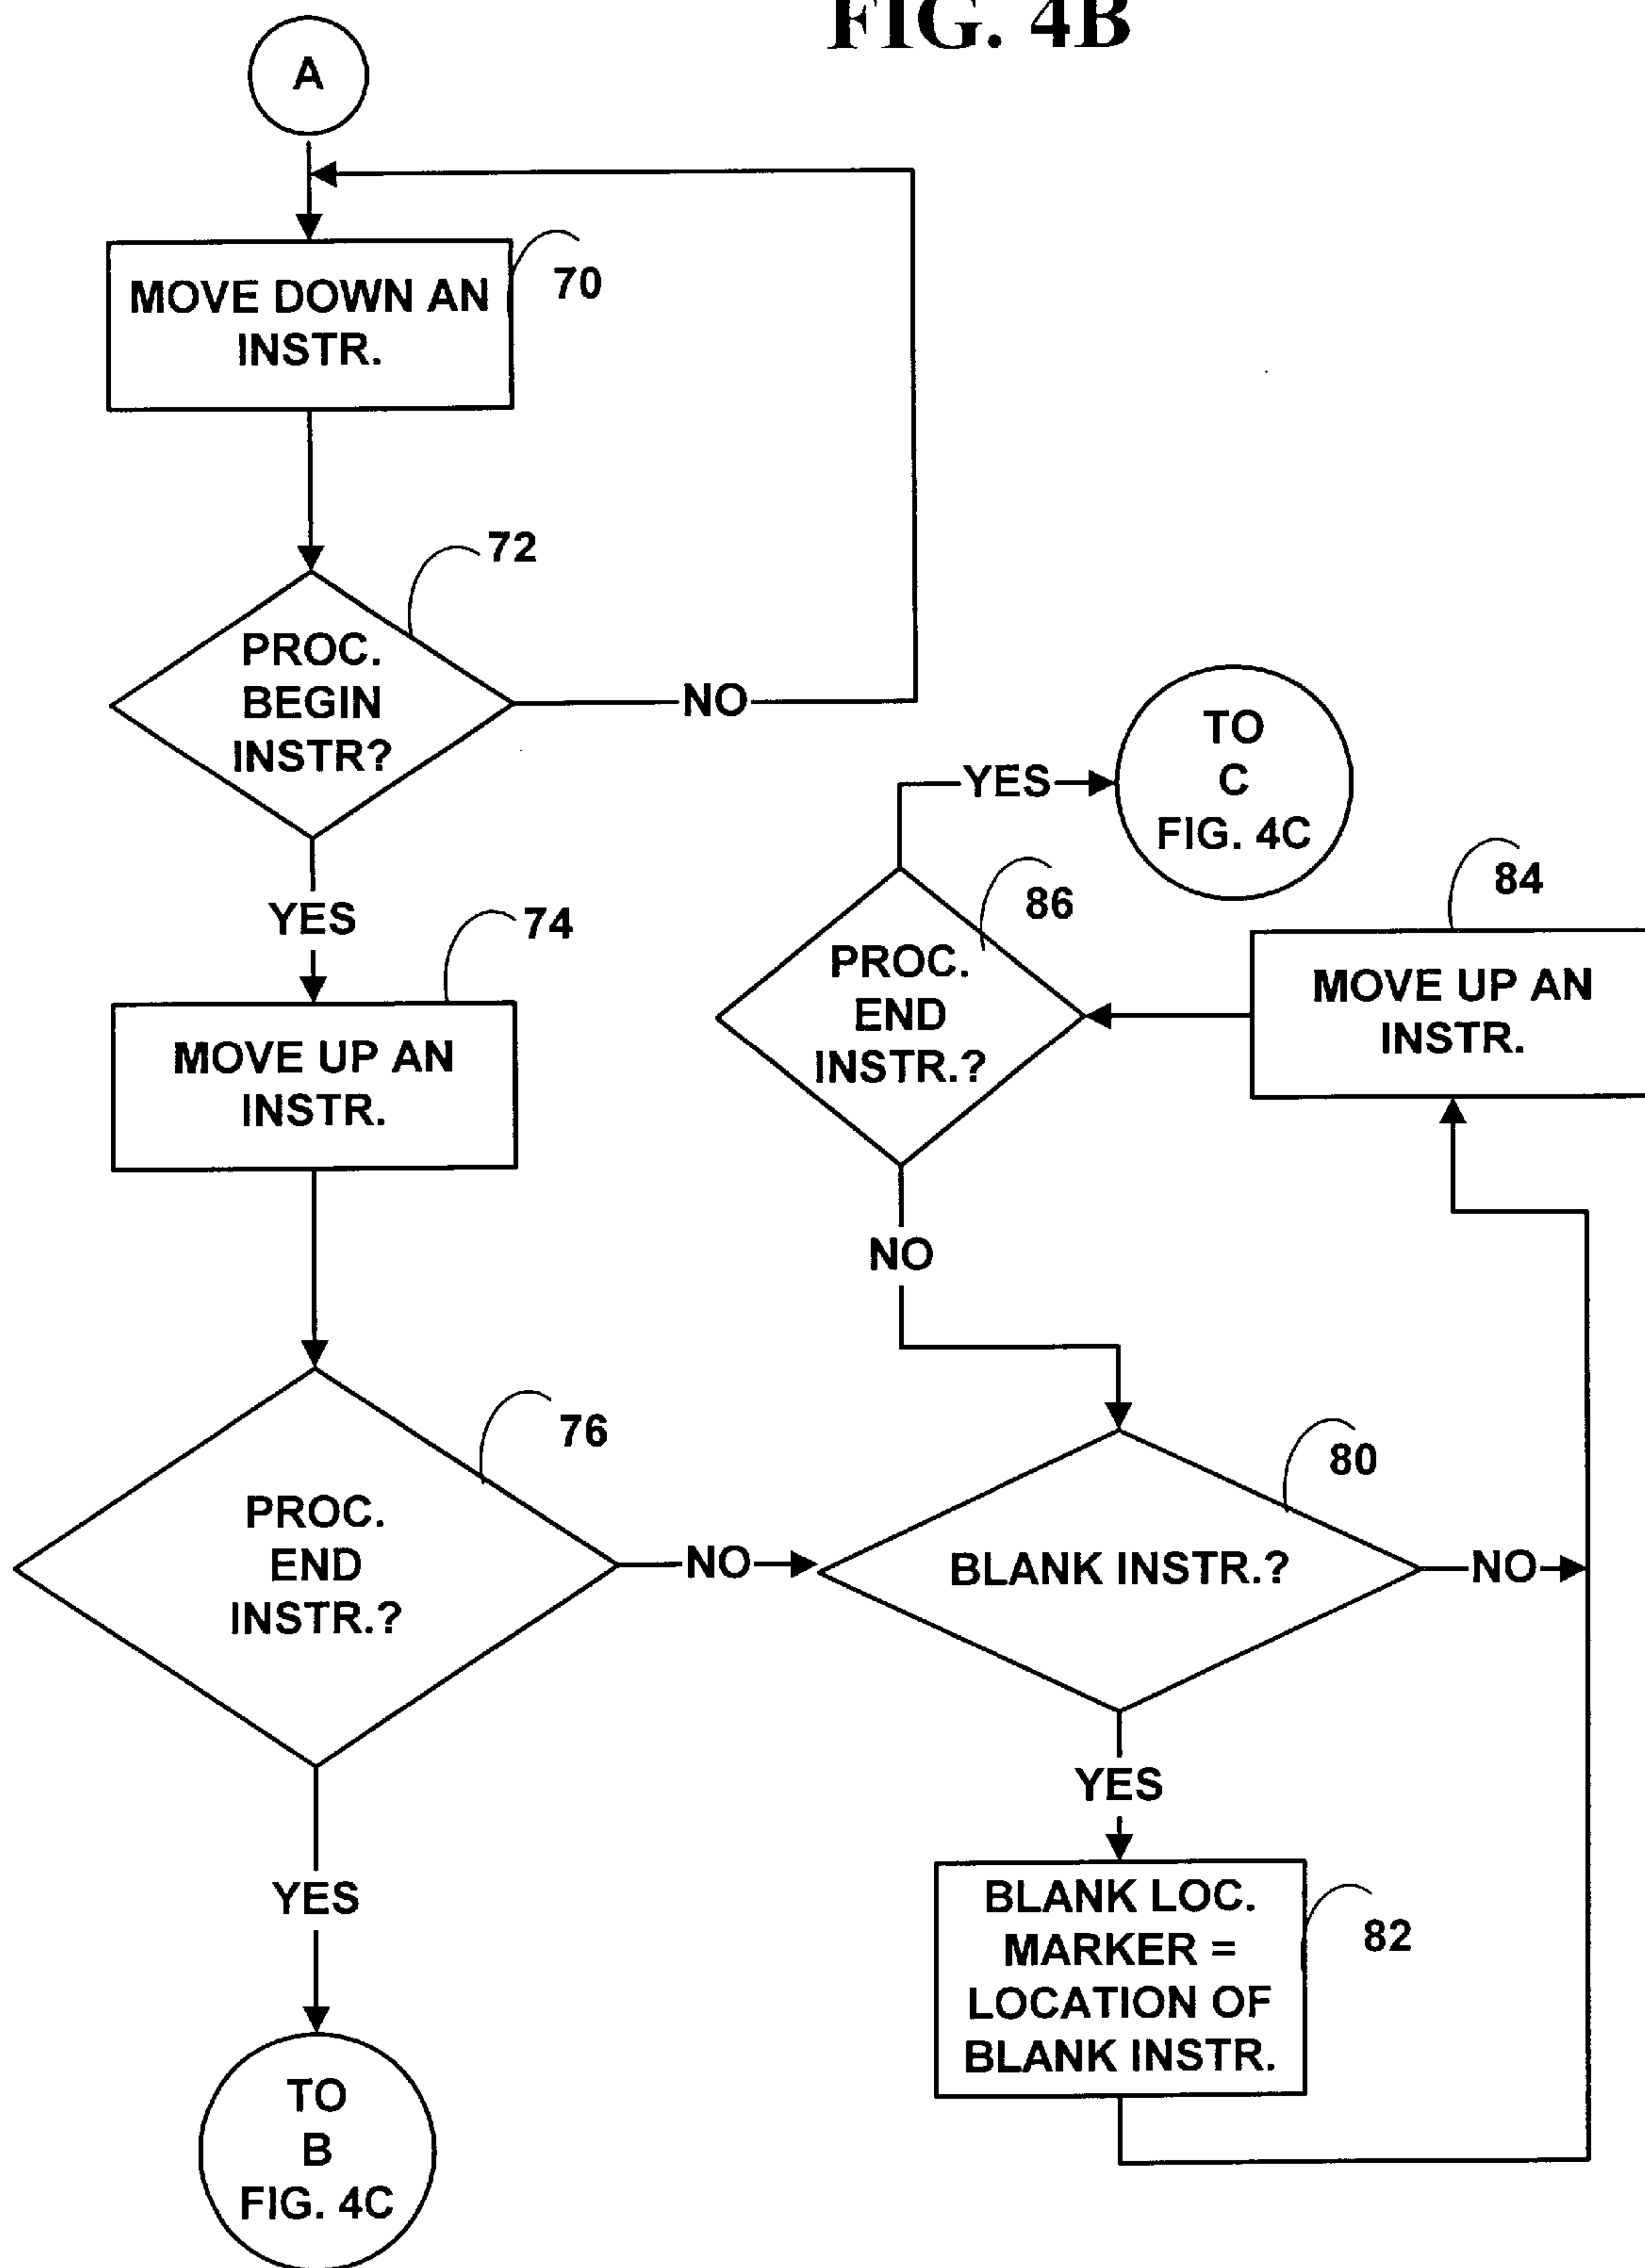 FIG. 4B
A
MOVE DOWN AN
INSTR.
70
72
PROC.
BEGIN
INSTR?
NO
YES
74
MOVE UP AN
INSTR.
76
PROC.
END
INSTR.?
NO
YES
TO
B
FIG. 4C
YES
TO
C
FIG. 4C
86
PROC.
END
INSTR.?
84
MOVE UP AN
INSTR.
NO
80
BLANK INSTR.?
NO
YES
BLANK LOC.
MARKER =
LOCATION OF
BLANK INSTR.
82